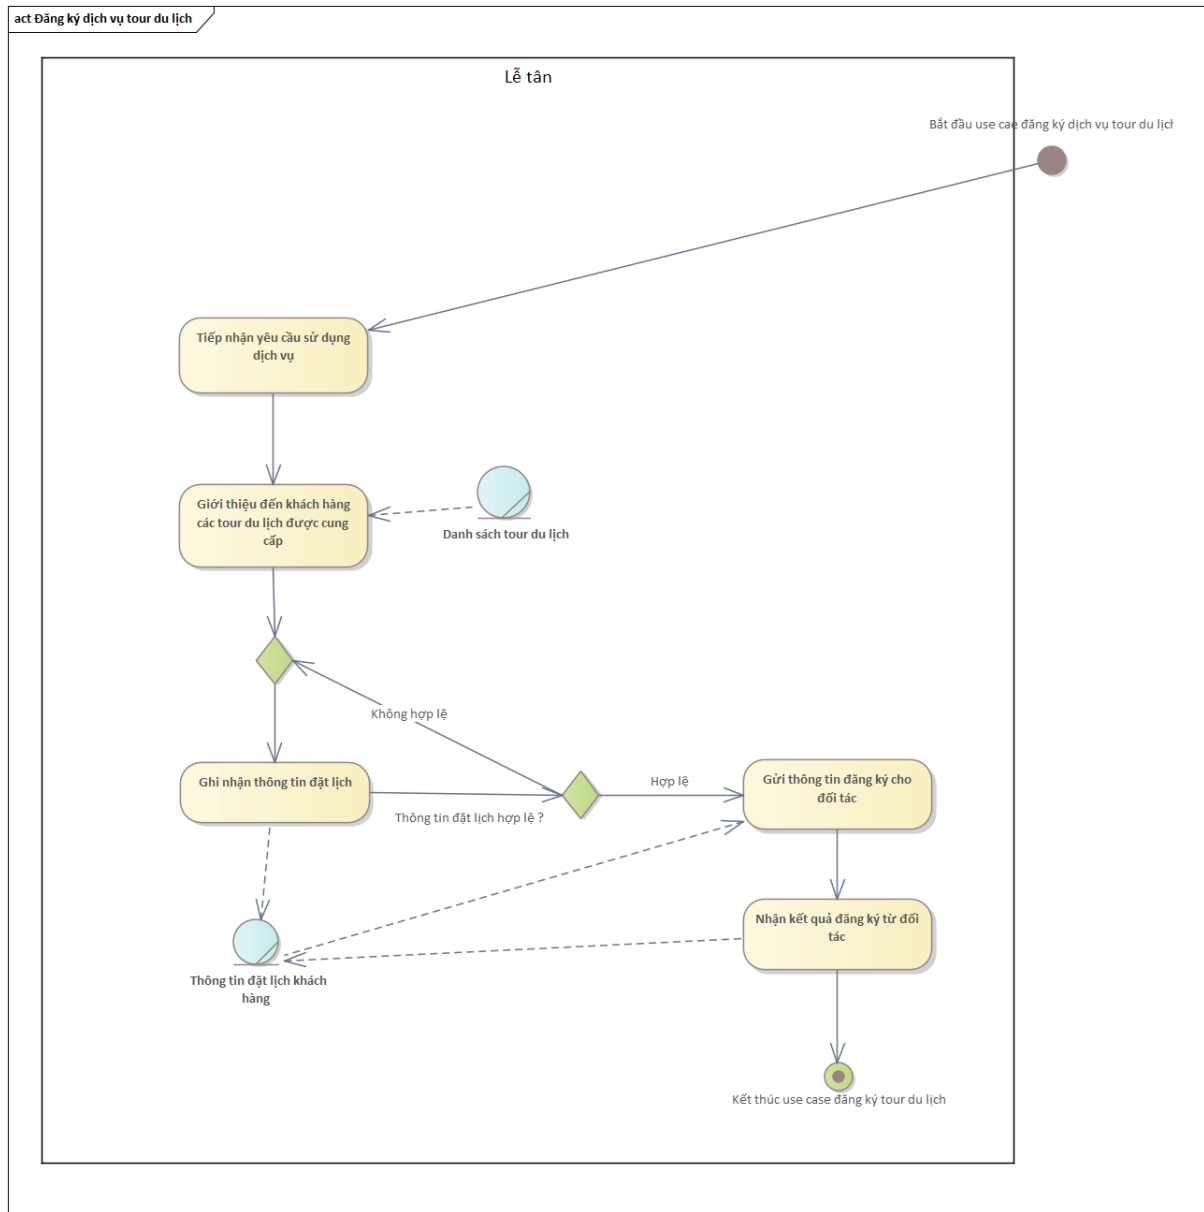 act Đăng ký dịch vụ tour du lịch
Lễ tân
Bắt đầu use cae đăng ký dịch vụ tour du lịch
Tiếp nhận yêu cầu sử dụng
dịch vụ
Giới thiệu đến khách hàng
các tour du lịch được cung
cấp
Danh sách tour du lịch
Không hợp lệ
Ghi nhận thông tin đặt lịch
Thông tin đặt lịch hợp lệ ?
Hợp lệ
Gửi thông tin đăng ký cho
đối tác
Nhận kết quả đăng ký từ đối
tác
Thông tin đặt lịch khách
hàng
Kết thúc use case đăng ký tour du lịch